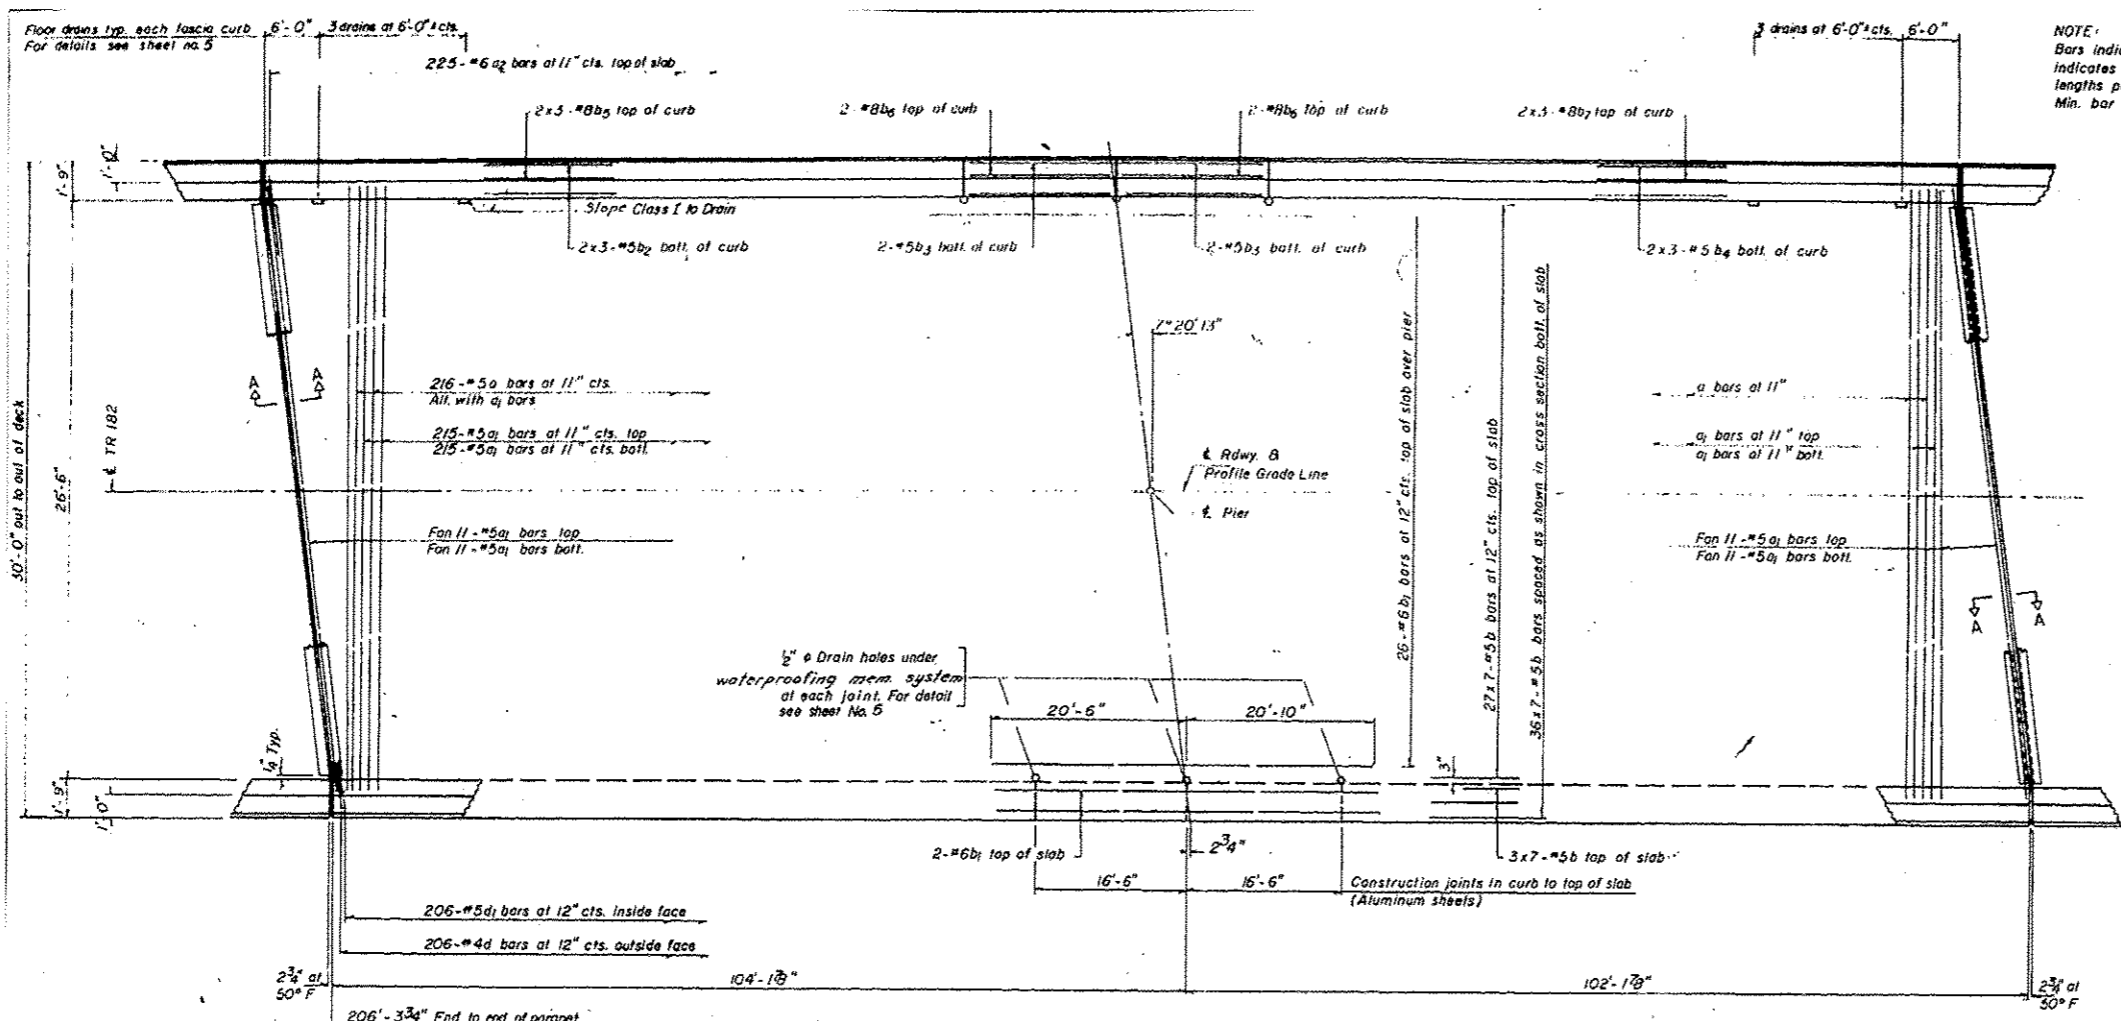 Floor drains typ. each fascia curb
For details see sheet no. 5
6'-0"
3 drains at 6'-0"± cts.
225-#6 a2 bars at 11" cts. top of slab
3 drains at 6'-0"± cts.
6'-0"
NOTE:
Bars
indicates
lengths
Min. bar
2x3-#8b5 top of curb
2-#8b6 top of curb
2-#8b6 top of curb
2x3-#8b7 top of curb
1'-9"
1'-0"
Slope Class I to Drain
2x3-#5b2 bott. of curb
2-#5b3 bott. of curb
2-#5b3 bott. of curb
2x3-#5b4 bott. of curb
7° 20' 13"
A
A
216-#5a bars at 11" cts.
Alt. with a1 bars
215-#5a1 bars at 11" cts. top
215-#5a1 bars at 11" cts. bott.
a bars at 11"
a1 bars at 11" top
a1 bars at 11" bott.
30'-0" out to out of deck
26'-6"
℄ TR 182
℄ Rdwy. &
Profile Grade Line
℄ Pier
26-#6b1 bars at 12" cts. top of slab over pier
27x7-#5b bars at 12" cts. top of slab
36x7-#5b bars spaced as shown in cross section bott. of slab
Fan 11-#5a1 bars top
Fan 11-#5a1 bars bott.
Fan 11-#5a1 bars top
Fan 11-#5a1 bars bott.
A
A
½" φ Drain holes under
waterproofing mem. system
at each joint. For detail
see sheet No. 5
20'-6"
20'-10"
Typ.
3"
1'-9"
1'-0"
2-#6b1 top of slab
2¾"
3x7-#5b top of slab
16'-6"
16'-6"
Construction joints in curb to top of slab
(Aluminum sheets)
206-#5d1 bars at 12" cts. inside face
206-#4d bars at 12" cts. outside face
2¾" at
50° F
104'-1⅞"
102'-1⅞"
2¾" at
50° F
206'-3¾" End to end of parapet